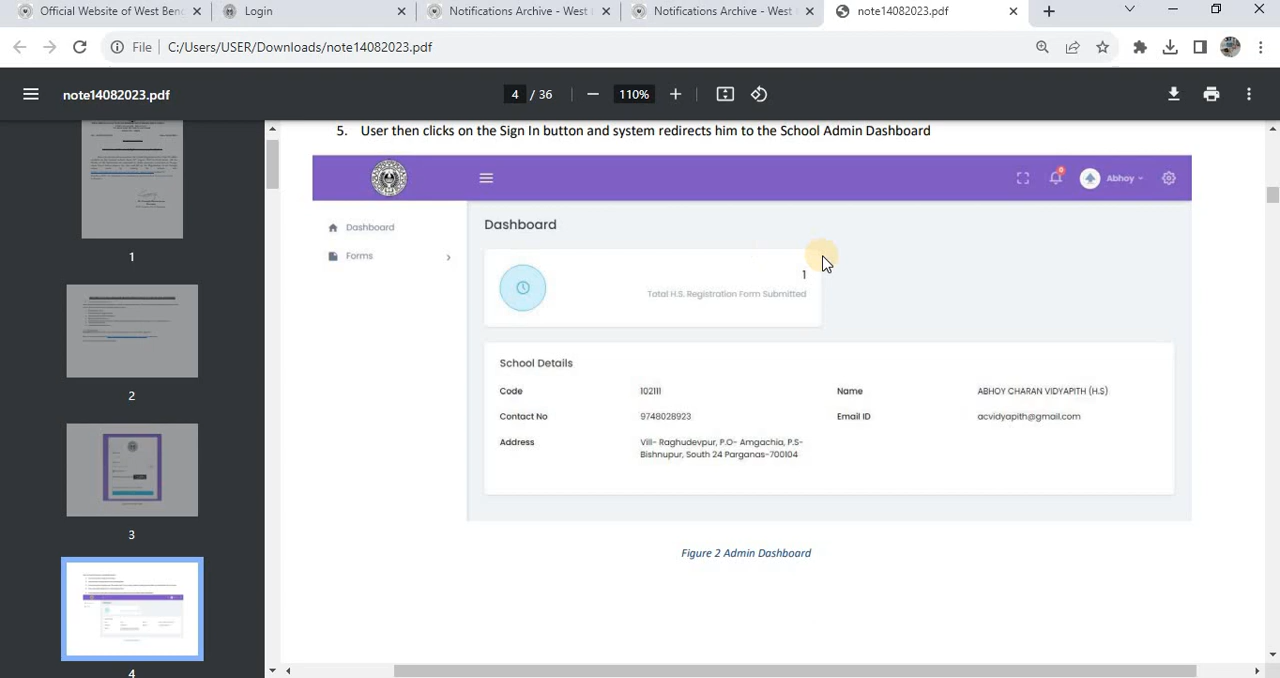 Official Website of West Ben
Login
Notifications Archive - West
Notifications Archive - West
note14082023.pdf
File C:/Users/USER/Downloads/note14082023.pdf
note14082023.pdf
4 / 36
110%
5. User then clicks on the Sign In button and system redirects him to the School Admin Dashboard
Abhoy
Dashboard
Forms
Dashboard
1
Total H.S. Registration Form Submitted
School Details
Code 102111 Name ABHOY CHARAN VIDYAPITH (H.S)
Contact No 9748028923 Email ID acvidyapith@gmail.com
Address Vill- Raghudevpur, P.O- Amgachia, P.S-
Bishnupur, South 24 Parganas-700104
Figure 2 Admin Dashboard
1
2
3
4